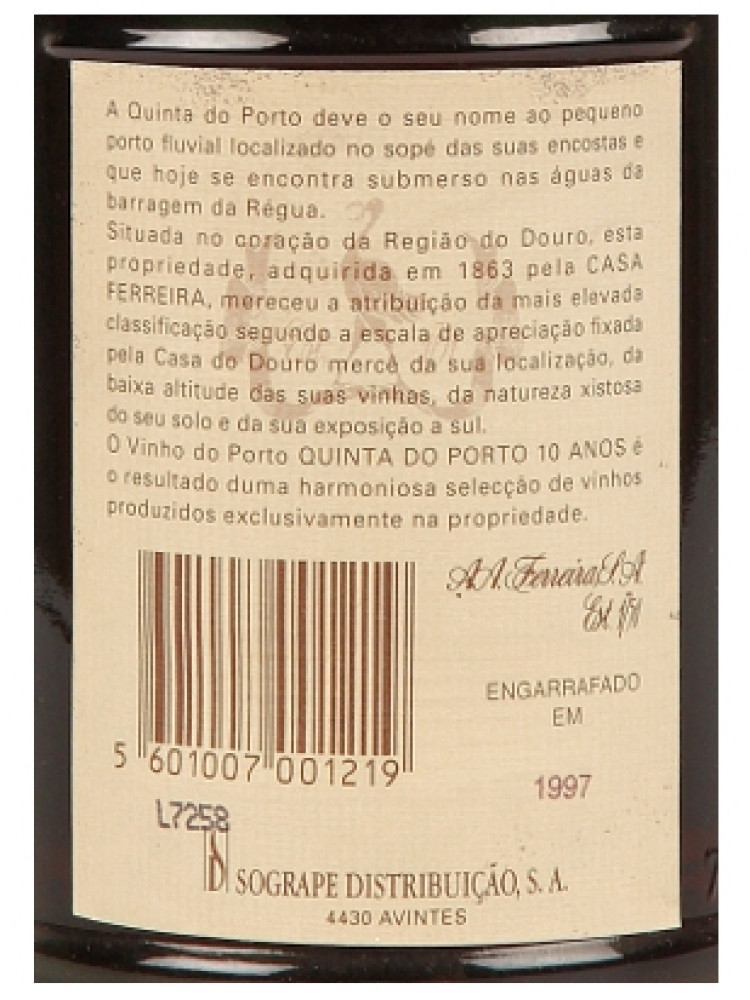 A Quinta do Porto deve o seu nome ao pequeno
porto fluvial localizado no sopé das suas encostas e
que hoje se encontra submerso nas águas da
barragem da Régua.
Situada no coração da Região do Douro, esta
propriedade, adquirida em 1863 pela CASA
FERREIRA, mereceu a atribuição da mais elevada
classificação segundo a escala de apreciação fixada
pela Casa do Douro mercê da sua localização, da
baixa altitude das suas vinhas, da natureza xistosa
do seu solo e da sua exposição a sul.
O Vinho do Porto QUINTA DO PORTO 10 ANOS é
o resultado duma harmoniosa selecção de vinhos
produzidos exclusivamente na propriedade.
A.A. Ferreira, S.A.
Est. 1751
ENGARRAFADO
EM
1997
5 601007 001219
L7258
SOGRAPE DISTRIBUIÇÃO, S. A.
4430 AVINTES